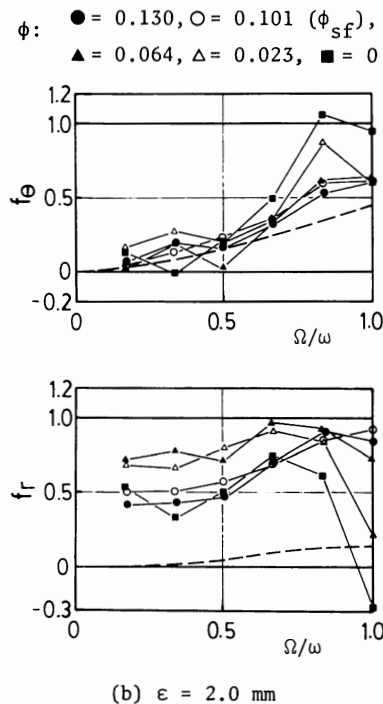 ϕ: ● = 0.130, ○ = 0.101 (ϕsf),
▲ = 0.064, △ = 0.023, ■ = 0
1.2
1.0
0.5
0
-0.2
fΘ
0 0.5 1.0
Ω/ω
1.2
1.0
0.5
0
-0.3
fr
0 0.5 1.0
Ω/ω
(b) ε = 2.0 mm